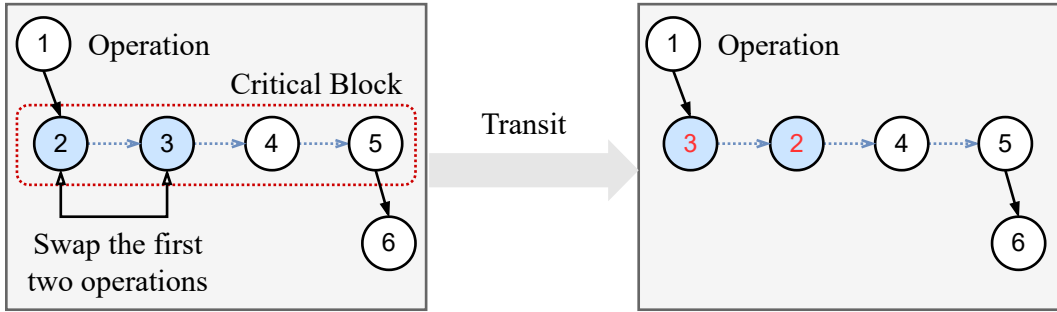 1 Operation
Critical Block
2 3 4 5
6
Swap the first
two operations
Transit
1 Operation
3 2 4 5
6